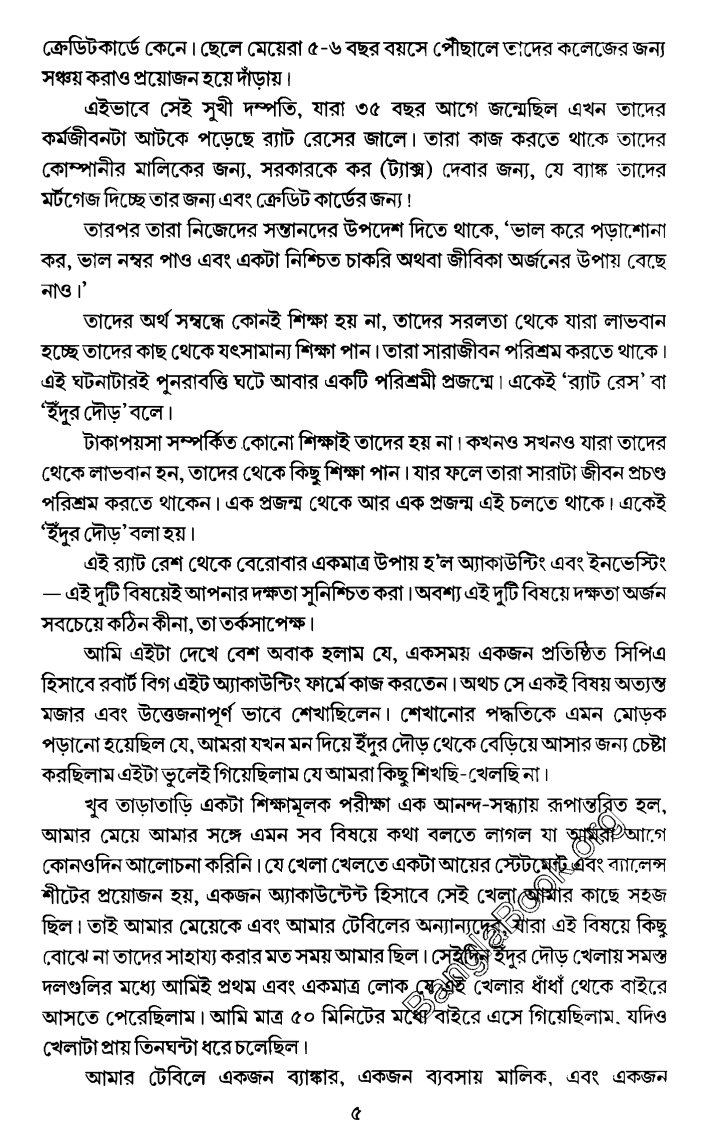 ক্রেডিটকার্ডে কেনে। ছেলে মেয়েরা ৫-৬ বছর বয়সে পৌঁছালে তাদের কলেজের জন্য
সঞ্চয় করাও প্রয়োজন হয়ে দাঁড়ায়।
এইভাবে সেই সুখী দম্পতি, যারা ৩৫ বছর আগে জন্মেছিল এখন তাদের
কর্মজীবনটা আটকে পড়েছে র‍্যাট রেসের জালে। তারা কাজ করতে থাকে তাদের
কোম্পানীর মালিকের জন্য, সরকারকে কর (ট্যাক্স) দেবার জন্য, যে ব্যাঙ্ক তাদের
মর্টগেজ দিচ্ছে তার জন্য এবং ক্রেডিট কার্ডের জন্য!
তারপর তারা নিজেদের সন্তানদের উপদেশ দিতে থাকে, ‘ভাল করে পড়াশোনা
কর, ভাল নম্বর পাও এবং একটা নিশ্চিত চাকরি অথবা জীবিকা অর্জনের উপায় বেছে
নাও।’
তাদের অর্থ সম্বন্ধে কোনই শিক্ষা হয় না, তাদের সরলতা থেকে যারা লাভবান
হচ্ছে তাদের কাছ থেকে যৎসামান্য শিক্ষা পান। তারা সারাজীবন পরিশ্রম করতে থাকে।
এই ঘটনাটারই পুনরাবত্তি ঘটে আবার একটি পরিশ্রমী প্রজন্মে। একেই ‘র‍্যাট রেস’ বা
‘ইঁদুর দৌড়’ বলে।
টাকাপয়সা সম্পর্কিত কোনো শিক্ষাই তাদের হয় না। কখনও সখনও যারা তাদের
থেকে লাভবান হন, তাদের থেকে কিছু শিক্ষা পান। যার ফলে তারা সারাটা জীবন প্রচণ্ড
পরিশ্রম করতে থাকেন। এক প্রজন্ম থেকে আর এক প্রজন্ম এই চলতে থাকে। একেই
‘ইঁদুর দৌড়’ বলা হয়।
এই র‍্যাট রেশ থেকে বেরোবার একমাত্র উপায় হ’ল অ্যাকাউন্টিং এবং ইনভেস্টিং
— এই দুটি বিষয়েই আপনার দক্ষতা সুনিশ্চিত করা। অবশ্য এই দুটি বিষয়ে দক্ষতা অর্জন
সবচেয়ে কঠিন কীনা, তা তর্কসাপেক্ষ।
আমি এইটা দেখে বেশ অবাক হলাম যে, একসময় একজন প্রতিষ্ঠিত সিপিএ
হিসাবে রবার্ট বিগ এইট অ্যাকাউন্টিং ফার্মে কাজ করতেন। অথচ সে একই বিষয় অত্যন্ত
মজার এবং উত্তেজনাপূর্ণ ভাবে শেখাছিলেন। শেখানোর পদ্ধতিকে এমন মোড়ক
পড়ানো হয়েছিল যে, আমরা যখন মন দিয়ে ইঁদুর দৌড় থেকে বেড়িয়ে আসার জন্য চেষ্টা
করছিলাম এইটা ভুলেই গিয়েছিলাম যে আমরা কিছু শিখছি-খেলছি না।
খুব তাড়াতাড়ি একটা শিক্ষামূলক পরীক্ষা এক আনন্দ-সন্ধ্যায় রূপান্তরিত হল,
আমার মেয়ে আমার সঙ্গে এমন সব বিষয়ে কথা বলতে লাগল যা আমরা আগে
কোনওদিন আলোচনা করিনি। যে খেলা খেলতে একটা আয়ের স্টেটমেন্ট এবং ব্যালেন্স
শীটের প্রয়োজন হয়, একজন অ্যাকাউন্টেন্ট হিসাবে সেই খেলা আমার কাছে সহজ
ছিল। তাই আমার মেয়েকে এবং আমার টেবিলের অন্যান্যদের, যারা এই বিষয়ে কিছু
বোঝে না তাদের সাহায্য করার মত সময় আমার ছিল। সেইদিন ইঁদুর দৌড় খেলায় সমস্ত
দলগুলির মধ্যে আমিই প্রথম এবং একমাত্র লোক যে এই খেলার ধাঁধাঁ থেকে বাইরে
আসতে পেরেছিলাম। আমি মাত্র ৫০ মিনিটের মধ্যে বাইরে এসে গিয়েছিলাম, যদিও
খেলাটা প্রায় তিনঘন্টা ধরে চলেছিল।
আমার টেবিলে একজন ব্যাঙ্কার, একজন ব্যবসায় মালিক, এবং একজন
৫
BanglaBook.org